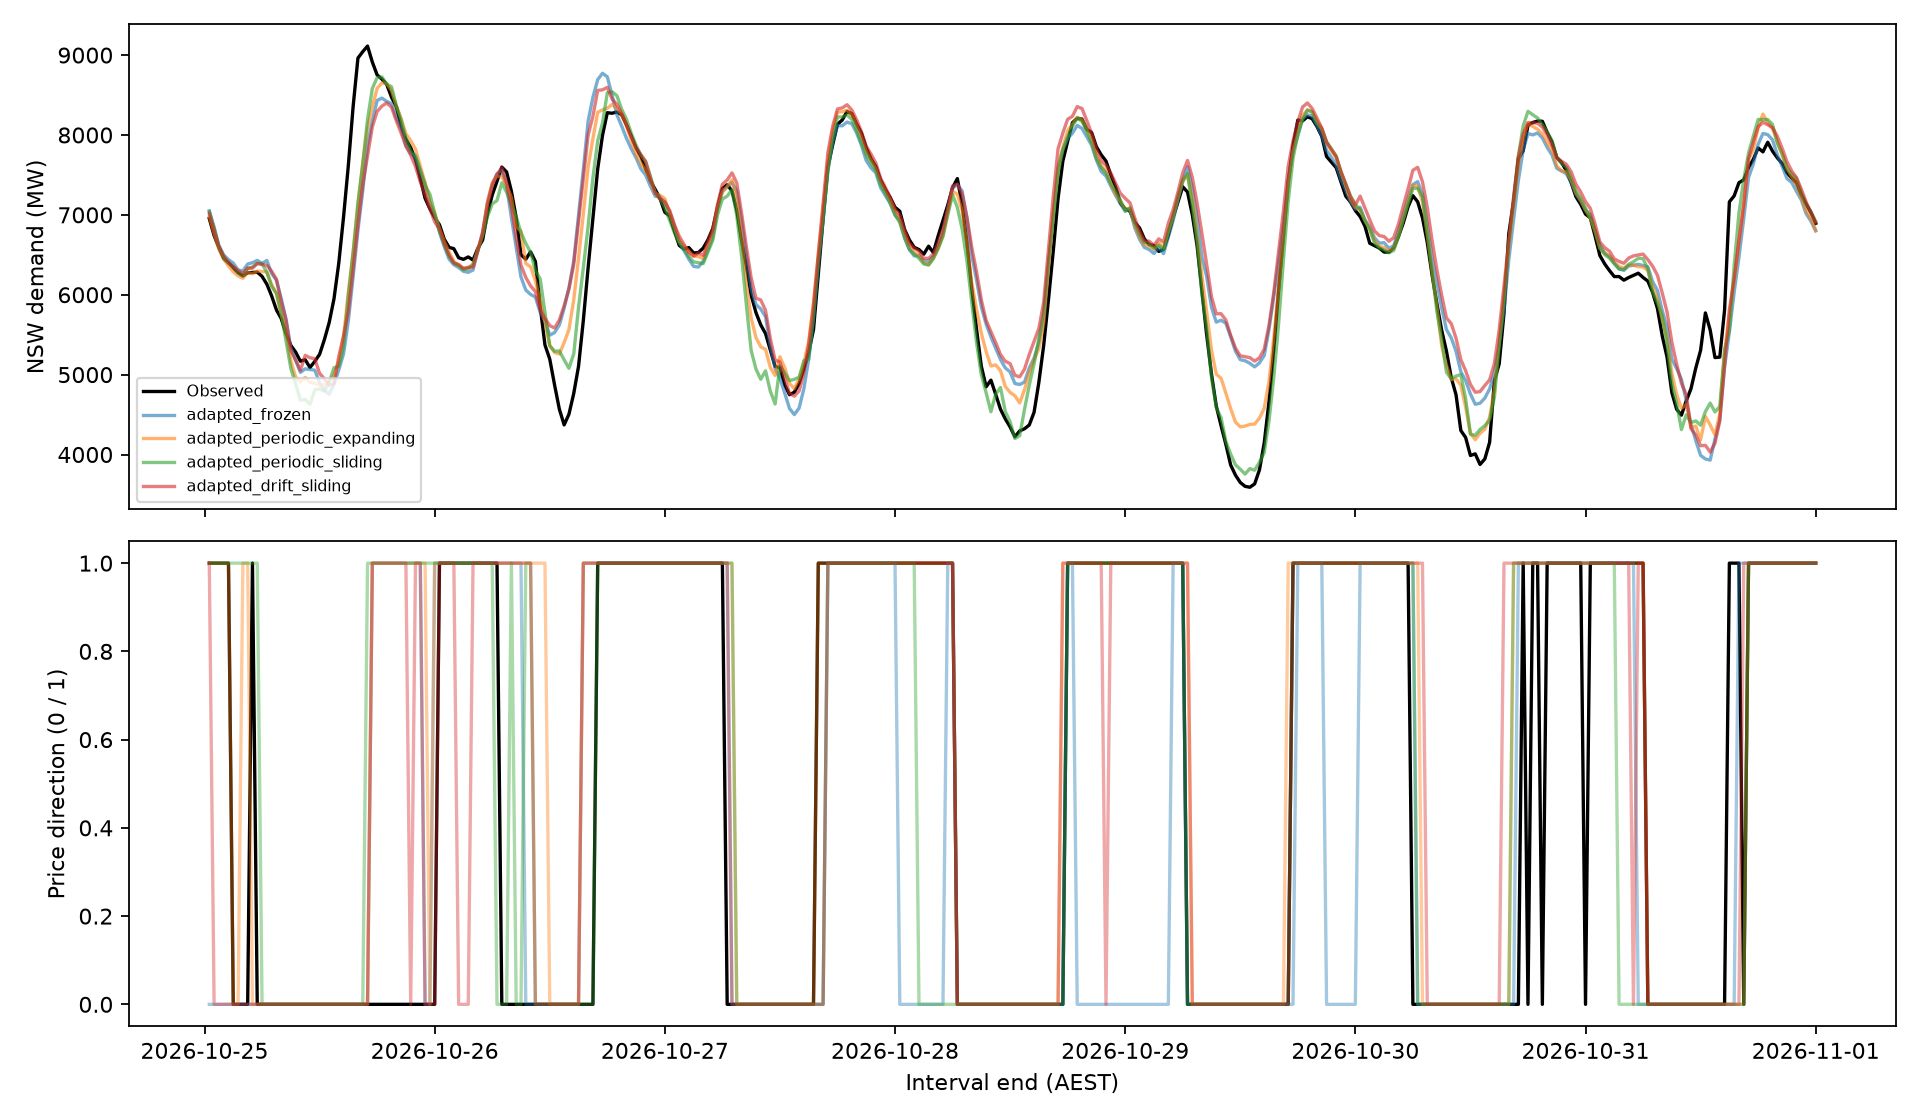 NSW demand (MW)
9000
8000
7000
6000
5000
4000
Observed
adapted_frozen
adapted_periodic_expanding
adapted_periodic_sliding
adapted_drift_sliding
Price direction (0 / 1)
1.0
0.8
0.6
0.4
0.2
0.0
2026-10-25 2026-10-26 2026-10-27 2026-10-28 2026-10-29 2026-10-30 2026-10-31 2026-11-01
Interval end (AEST)